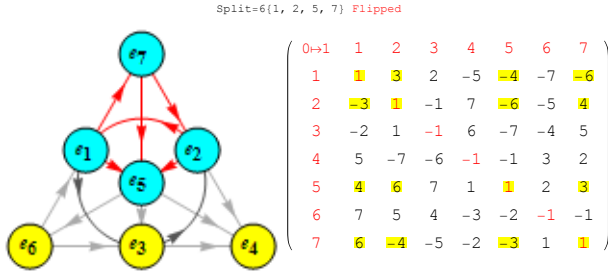 Split=6{1, 2, 5, 7} Flipped
e7
e1
e2
e5
e6
e3
e4
0↦1 1 2 3 4 5 6 7
1 1 3 2 -5 -4 -7 -6
2 -3 1 -1 7 -6 -5 4
3 -2 1 -1 6 -7 -4 5
4 5 -7 -6 -1 -1 3 2
5 4 6 7 1 1 2 3
6 7 5 4 -3 -2 -1 -1
7 6 -4 -5 -2 -3 1 1